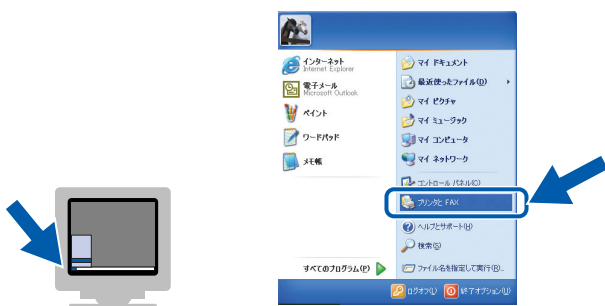 インターネット
Internet Explorer
電子メール
Microsoft Outlook
ペイント
ワードパッド
メモ帳
すべてのプログラム(P)
マイ ドキュメント
最近使ったファイル(D)
マイ ピクチャ
マイ ミュージック
マイ コンピュータ
マイ ネットワーク
コントロール パネル(C)
プリンタと FAX
ヘルプとサポート(H)
検索(S)
ファイル名を指定して実行(R)...
ログオフ(L)
終了オプション(U)